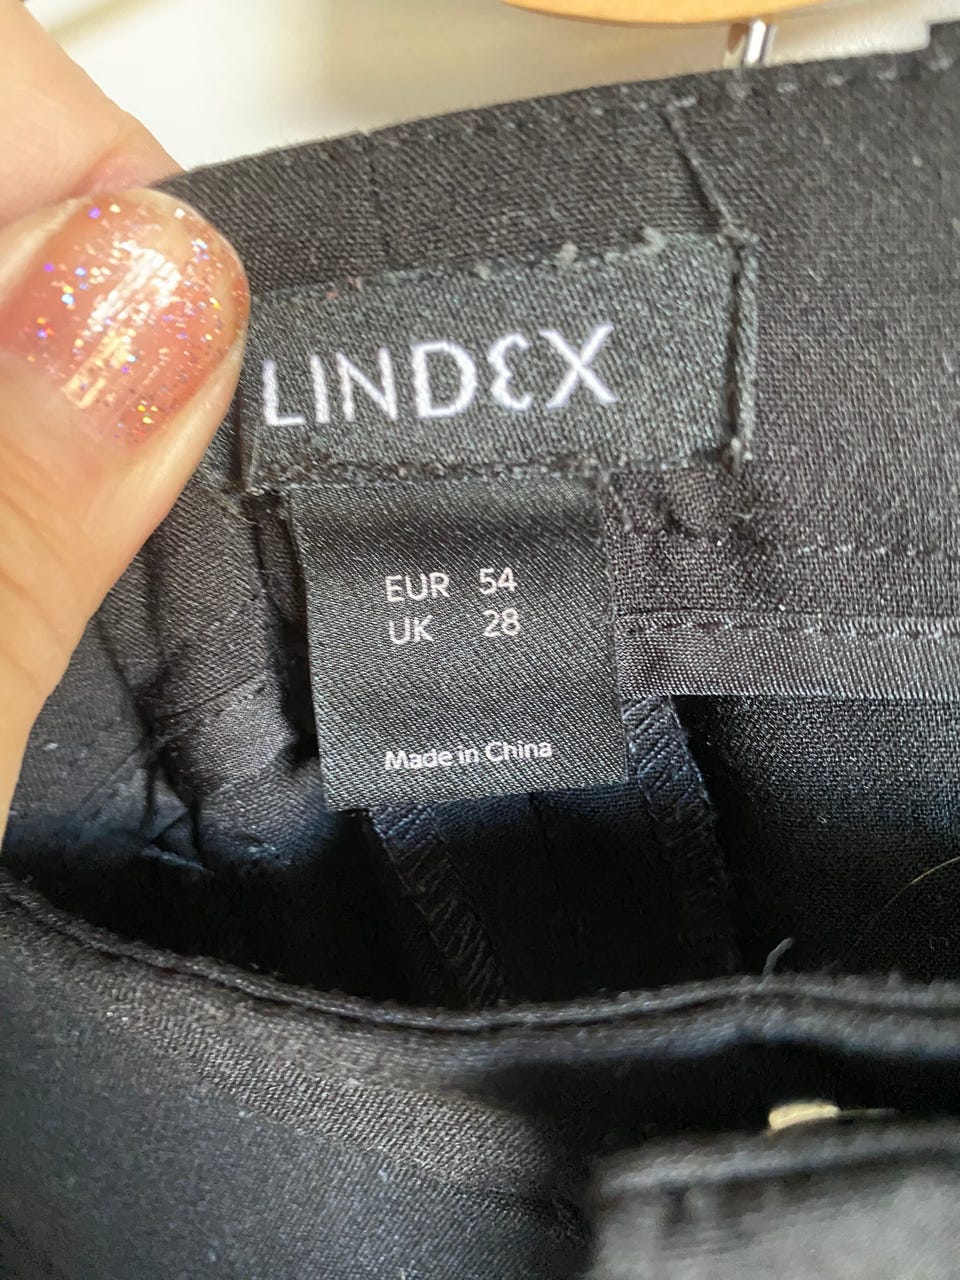 LINDEX
EUR 54
UK 28
Made in China